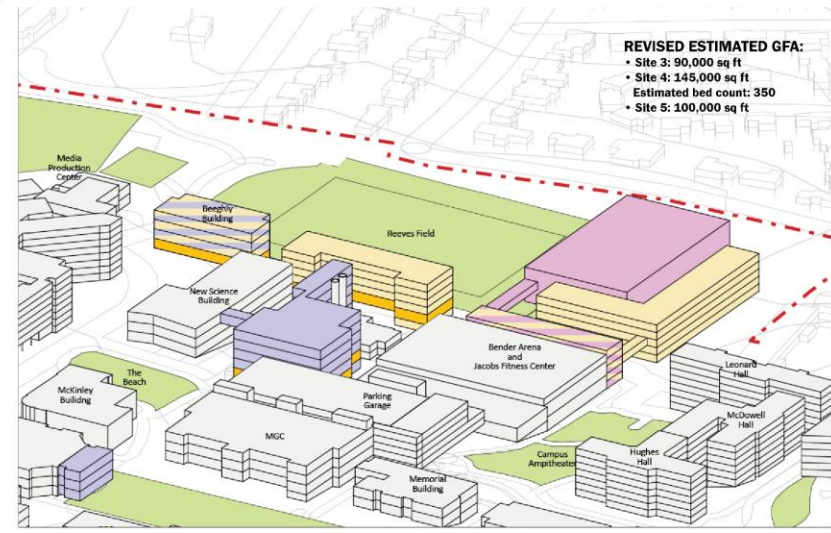 REVISED ESTIMATED GFA:
• Site 3: 90,000 sq ft
• Site 4: 145,000 sq ft
Estimated bed count: 350
• Site 5: 100,000 sq ft
Media
Production
Center
Beeghly
Building
Reeves Field
New Science
Building
Bender Arena
and
Jacobs Fitness Center
Leonard
Hall
The
Beach
McKinley
Builidng
Parking
Garage
McDowell
Hall
MGC
Campus
Ampitheater
Hughes
Hall
Memorial
Building